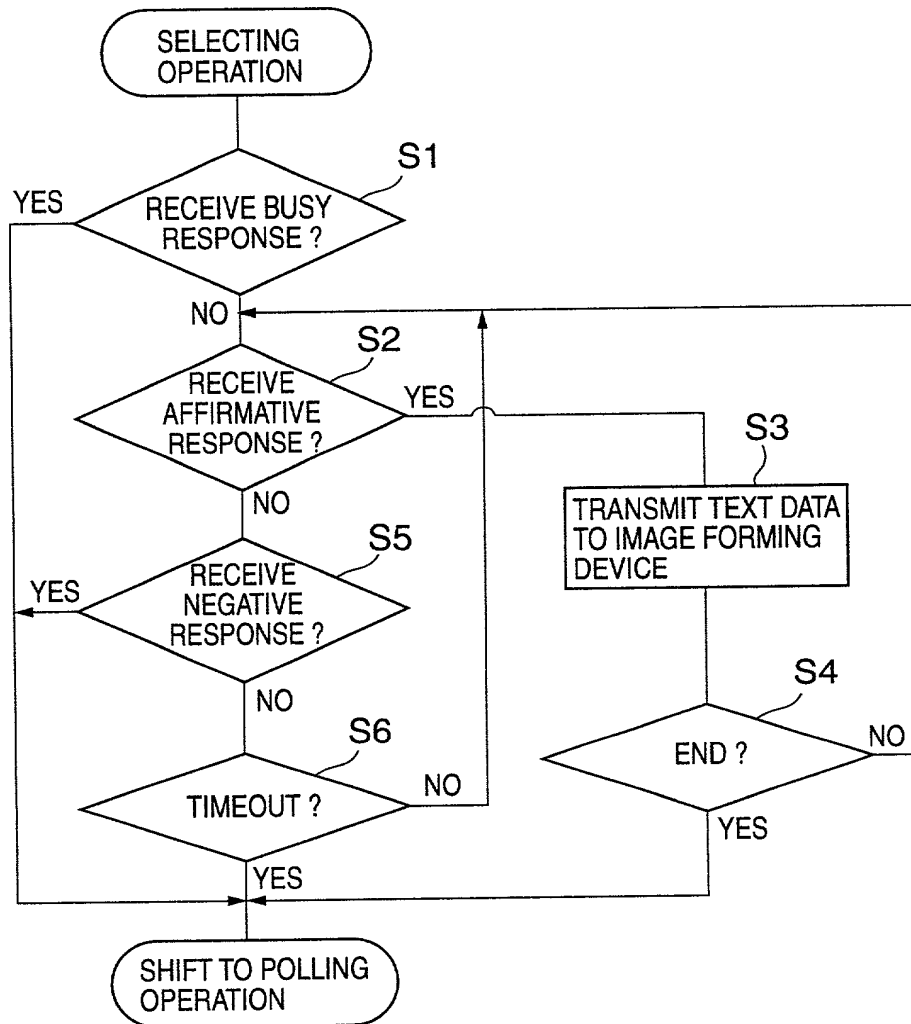 SELECTING
OPERATION
S1
YES
RECEIVE BUSY
RESPONSE ?
NO
S2
RECEIVE
AFFIRMATIVE
RESPONSE ?
YES
S3
TRANSMIT TEXT DATA
TO IMAGE FORMING
DEVICE
NO
S5
YES
RECEIVE
NEGATIVE
RESPONSE ?
NO
S4
END ?
NO
YES
S6
TIMEOUT ?
NO
YES
SHIFT TO POLLING
OPERATION